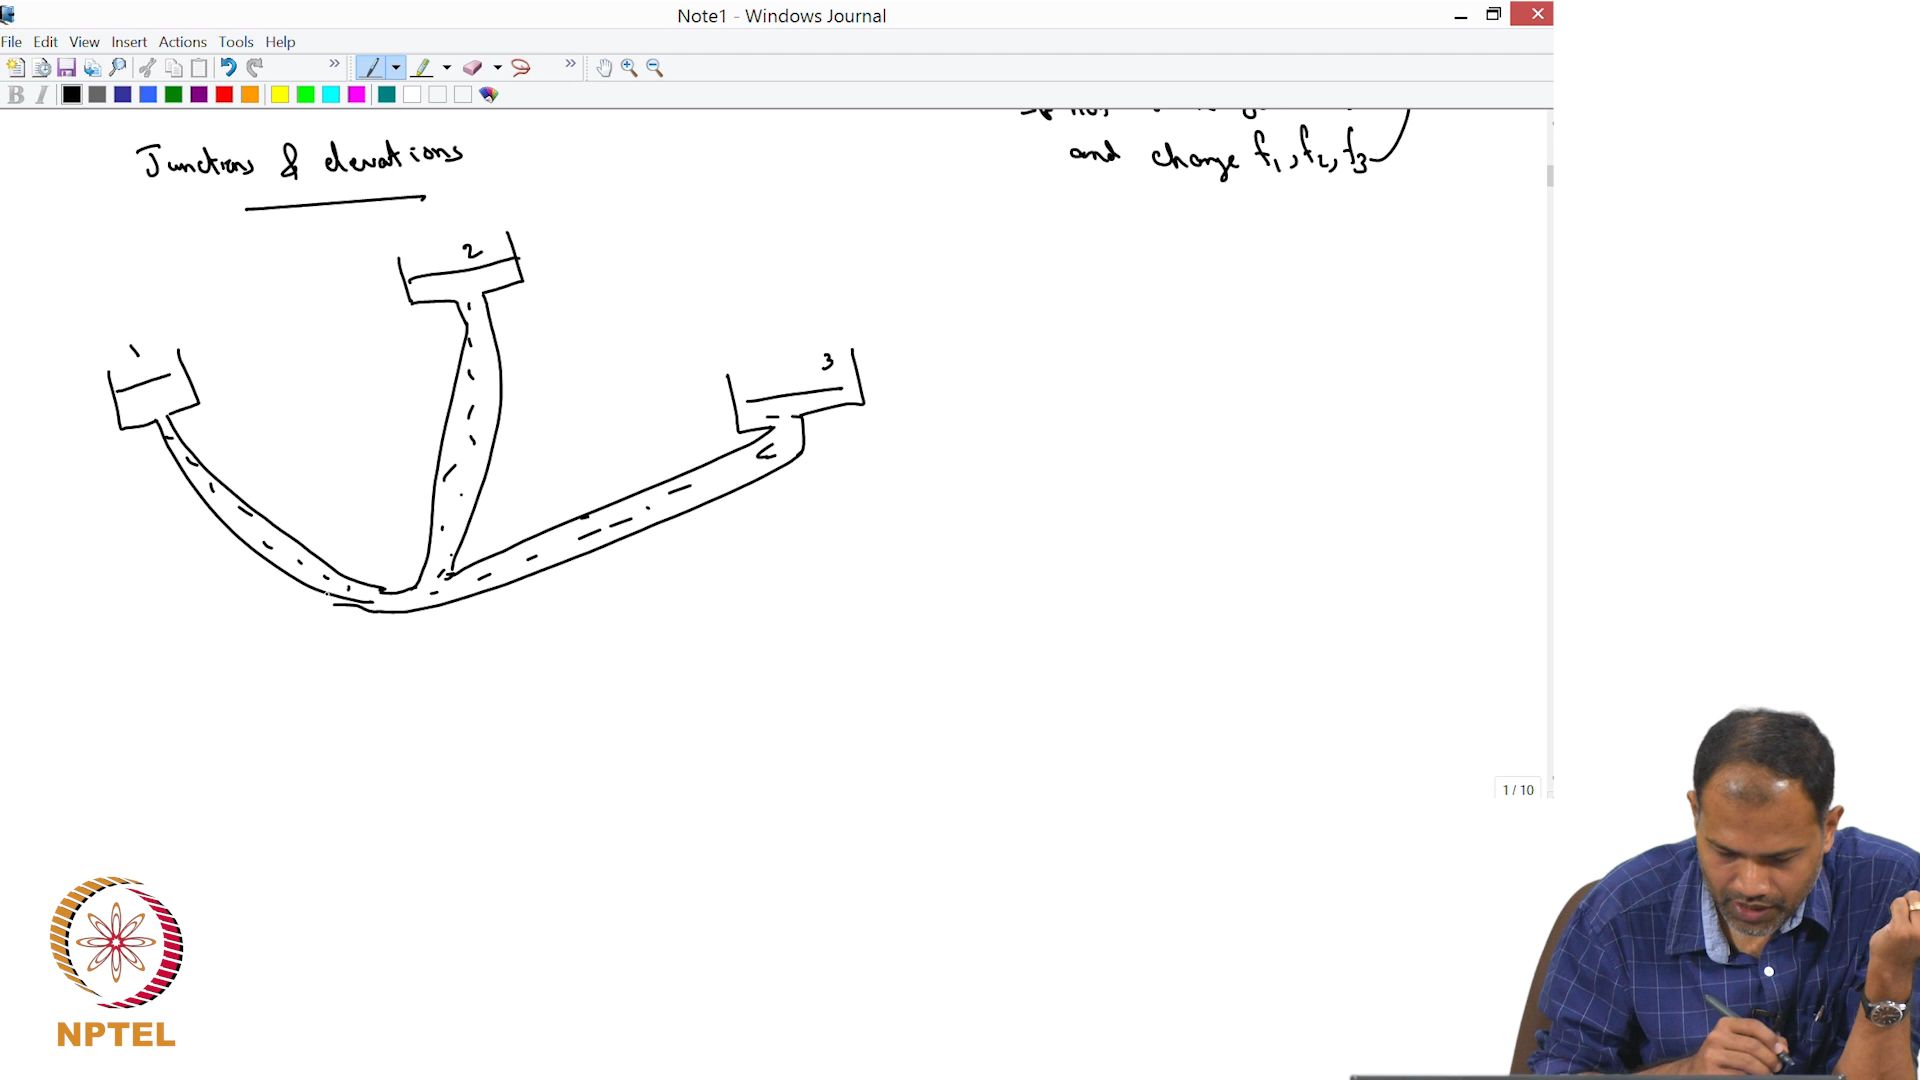 Note1 - Windows Journal
File Edit View Insert Actions Tools Help
B I
and change f1, f2, f3
Junctions & elevations
2
1
3
1 / 10
NPTEL